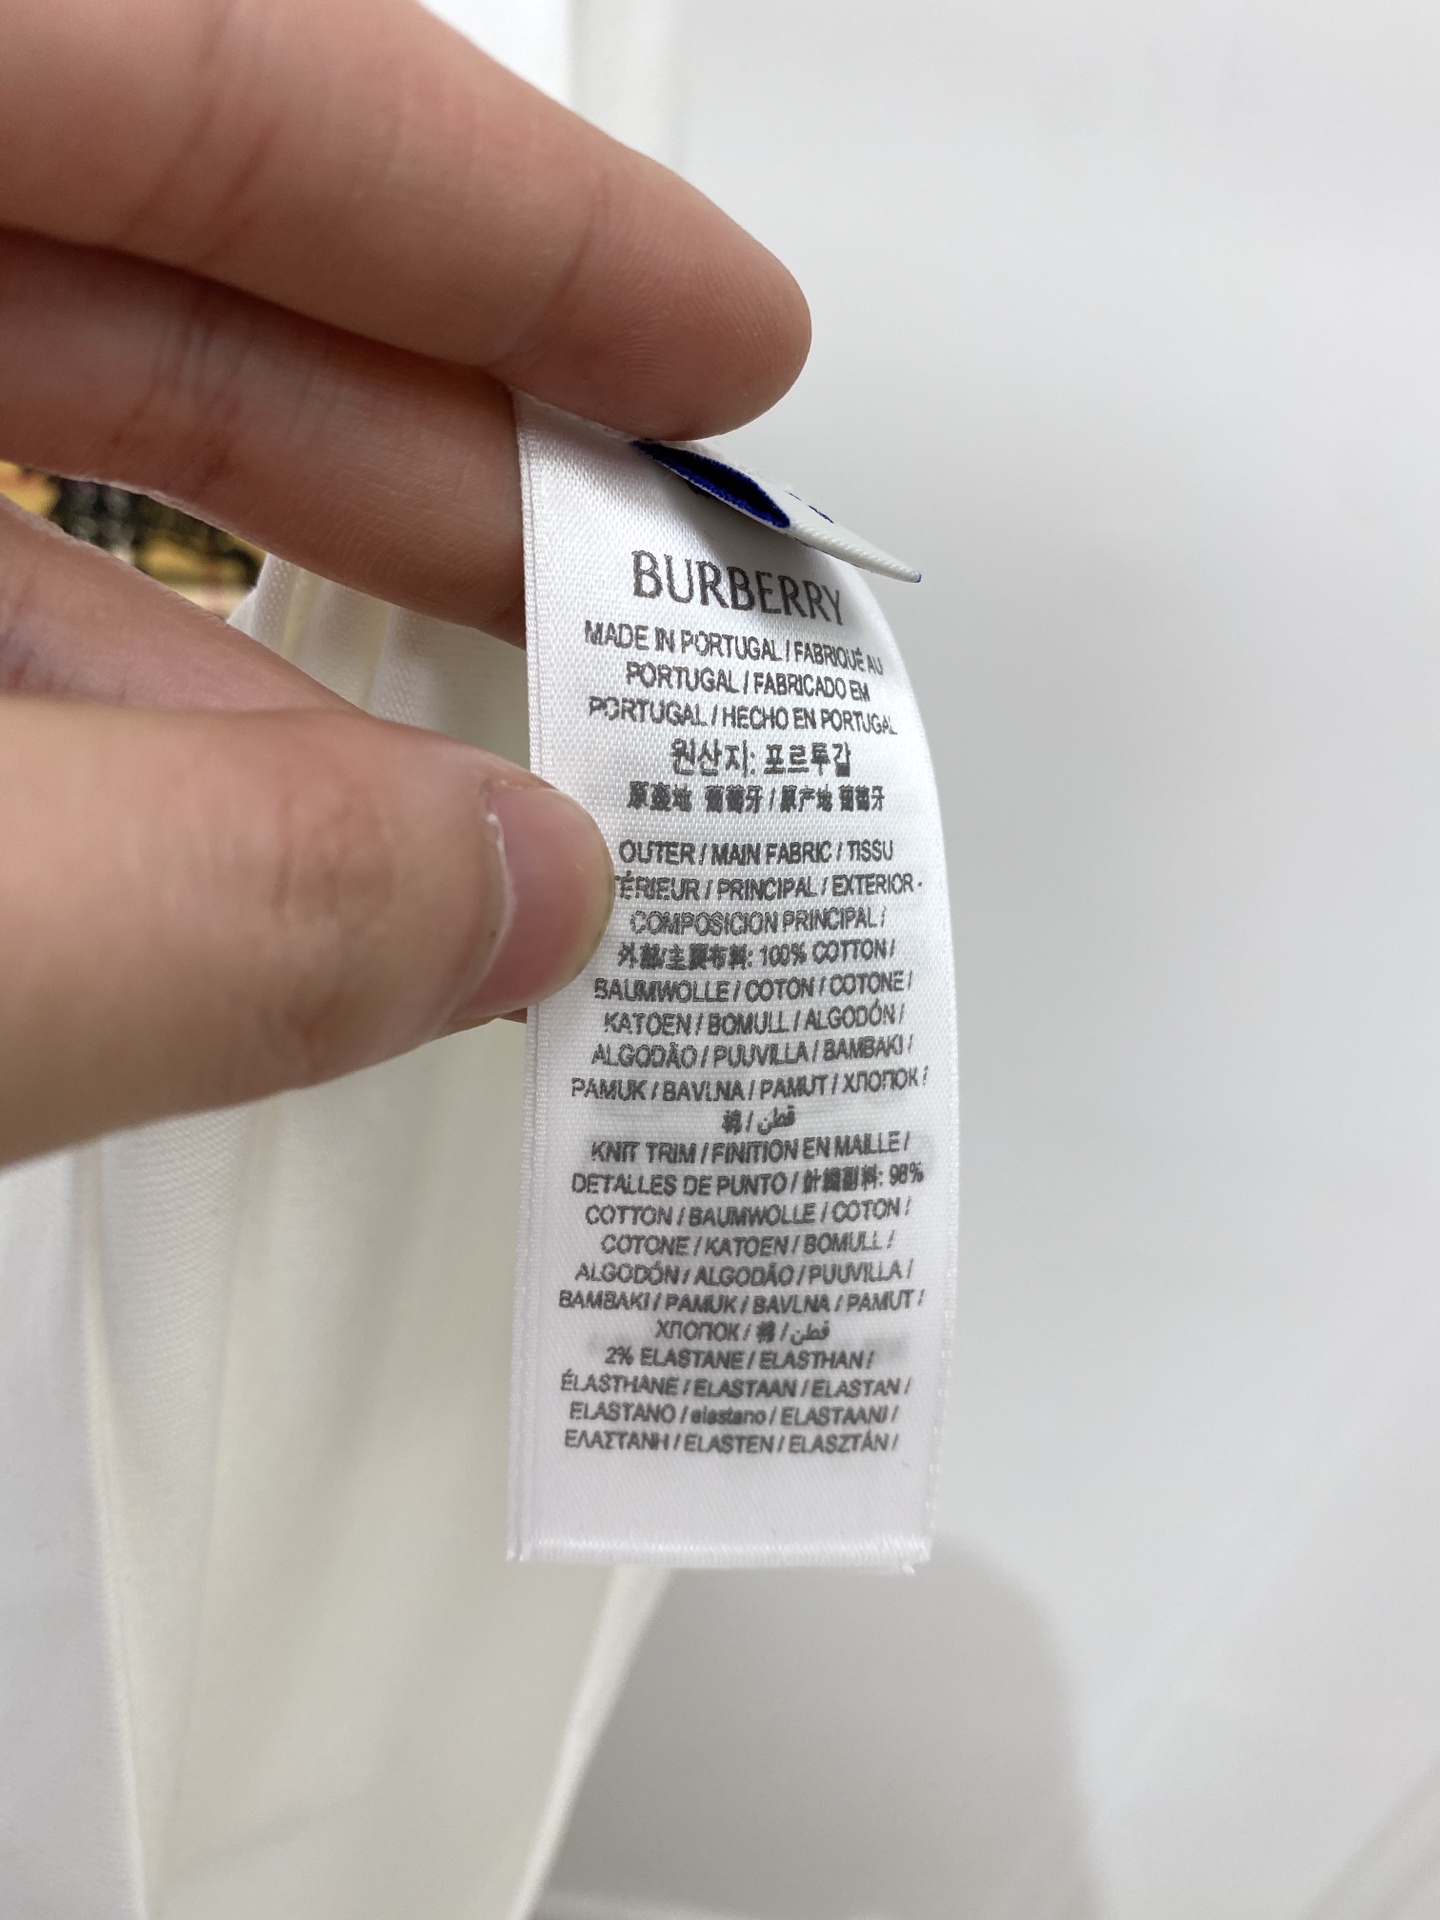 BURBERRY
MADE IN PORTUGAL / FABRIQUÉ AU
PORTUGAL / FABRICADO EM
PORTUGAL / HECHO EN PORTUGAL
원산지: 포르투갈
原產地 葡萄牙 / 原产地 葡萄牙
OUTER / MAIN FABRIC / TISSU
TÉRIEUR / PRINCIPAL / EXTERIOR -
COMPOSICION PRINCIPAL /
外部/主要布料: 100% COTTON /
BAUMWOLLE / COTON / COTONE /
KATOEN / BOMULL / ALGODÓN /
ALGODÃO / PUUVILLA / BAMBAKI /
PAMUK / BAVLNA / PAMUT / ХЛОПОК /
棉 / قطن
KNIT TRIM / FINITION EN MAILLE /
DETALLES DE PUNTO / 針織副料: 98%
COTTON / BAUMWOLLE / COTON /
COTONE / KATOEN / BOMULL /
ALGODÓN / ALGODÃO / PUUVILLA /
BAMBAKI / PAMUK / BAVLNA / PAMUT /
ХЛОПОК / 棉 / قطن
2% ELASTANE / ELASTHAN /
ÉLASTHANE / ELASTAAN / ELASTAN /
ELASTANO / elastano / ELASTAANI /
ΕΛΑΣΤΑΝΗ / ELASTEN / ELASZTÁN /